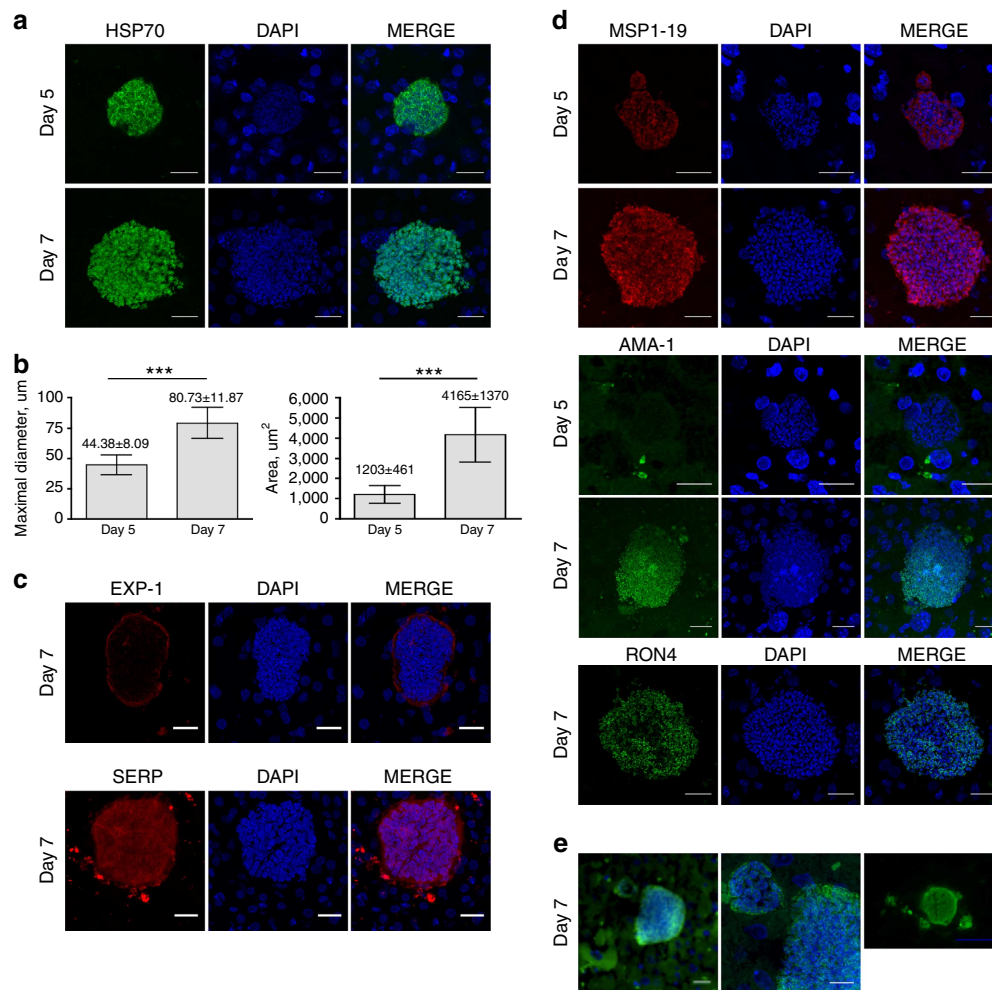 a
HSP70 DAPI MERGE
Day 5
Day 7
b
*** ***
Maximal diameter, um
100
75
50
25
0
44.38±8.09
80.73±11.87
Day 5 Day 7
Area, um²
6,000
5,000
4,000
3,000
2,000
1,000
0
1203±461
4165±1370
Day 5 Day 7
c
EXP-1 DAPI MERGE
Day 7
SERP DAPI MERGE
Day 7
d
MSP1-19 DAPI MERGE
Day 5
Day 7
AMA-1 DAPI MERGE
Day 5
Day 7
RON4 DAPI MERGE
Day 7
e
Day 7